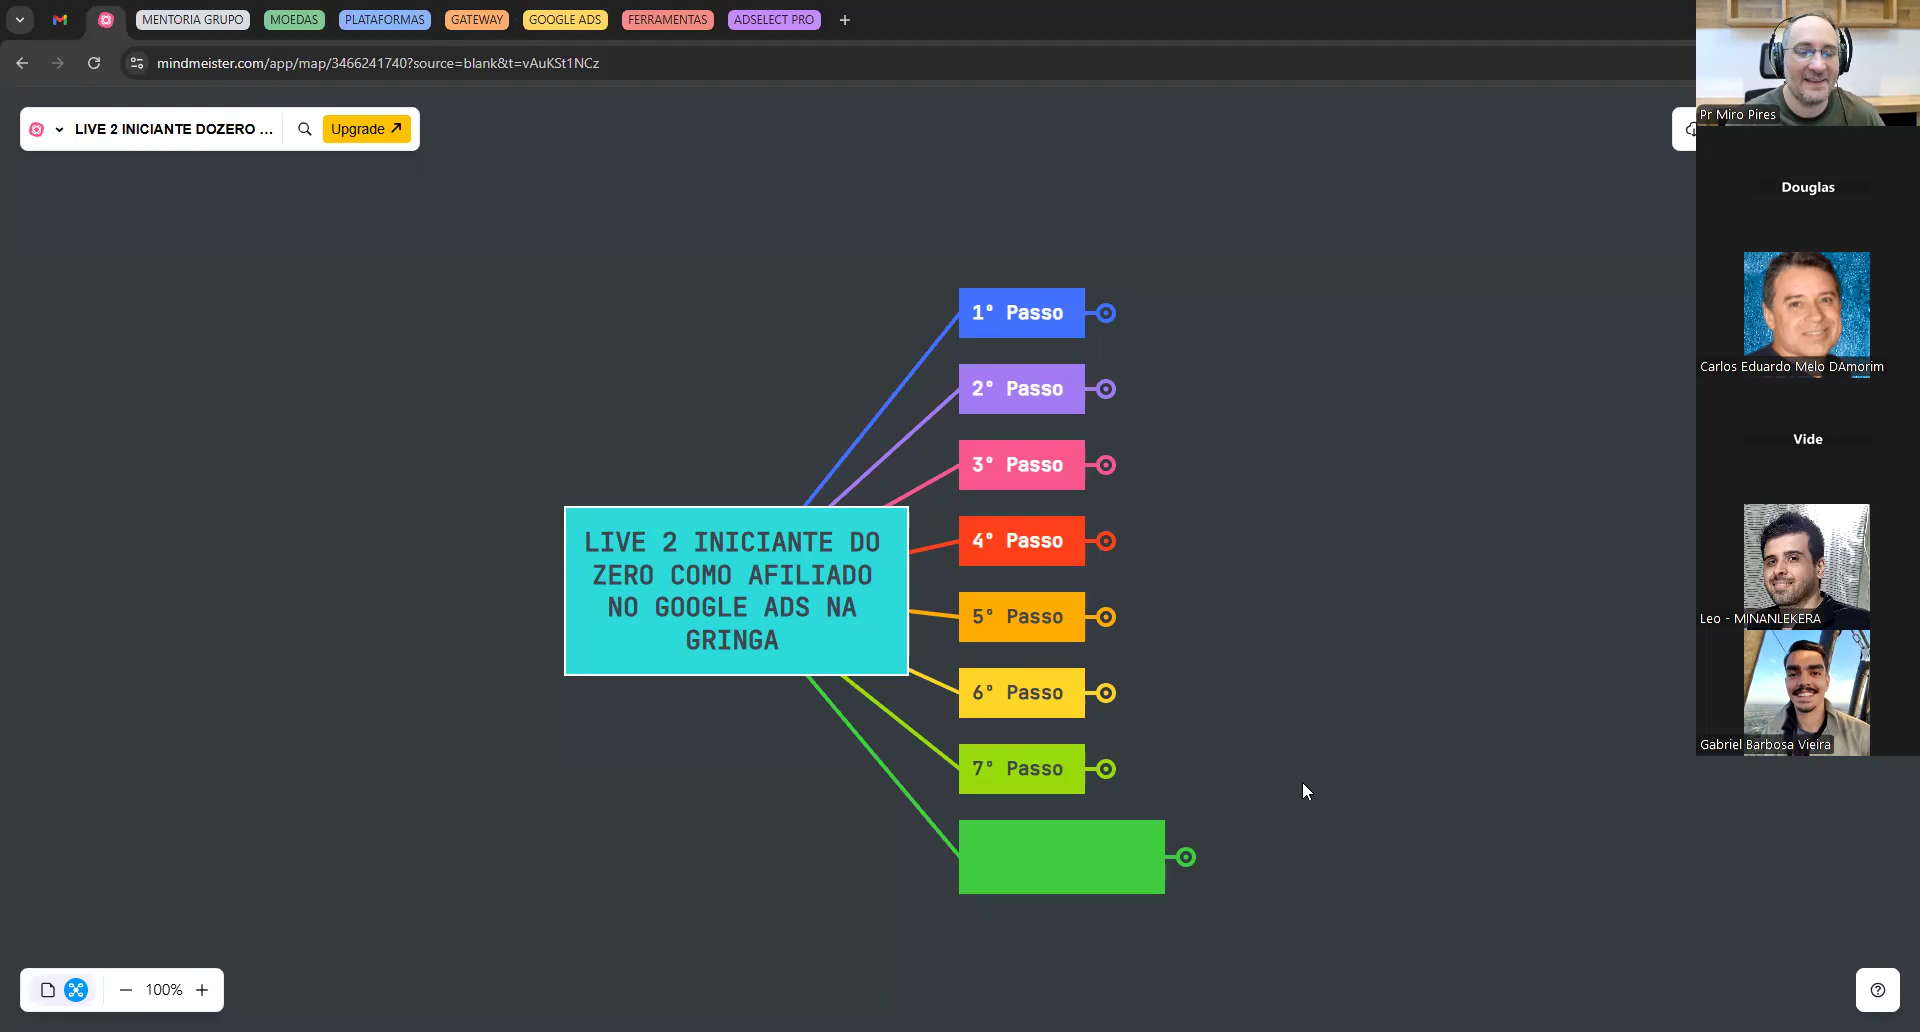 MENTORIA GRUPO
MOEDAS
PLATAFORMAS
GATEWAY
GOOGLE ADS
FERRAMENTAS
ADSELECT PRO
mindmeister.com/app/map/3466241740?source=blank&t=vAuKSt1NCz
LIVE 2 INICIANTE DOZERO ...
Upgrade
Pr Miro Pires
Douglas
Carlos Eduardo Melo DAmorim
Vide
Leo - MINANLEKERA
Gabriel Barbosa Vieira
LIVE 2 INICIANTE DO
ZERO COMO AFILIADO
NO GOOGLE ADS NA
GRINGA
1° Passo
2° Passo
3° Passo
4° Passo
5° Passo
6° Passo
7° Passo
100%